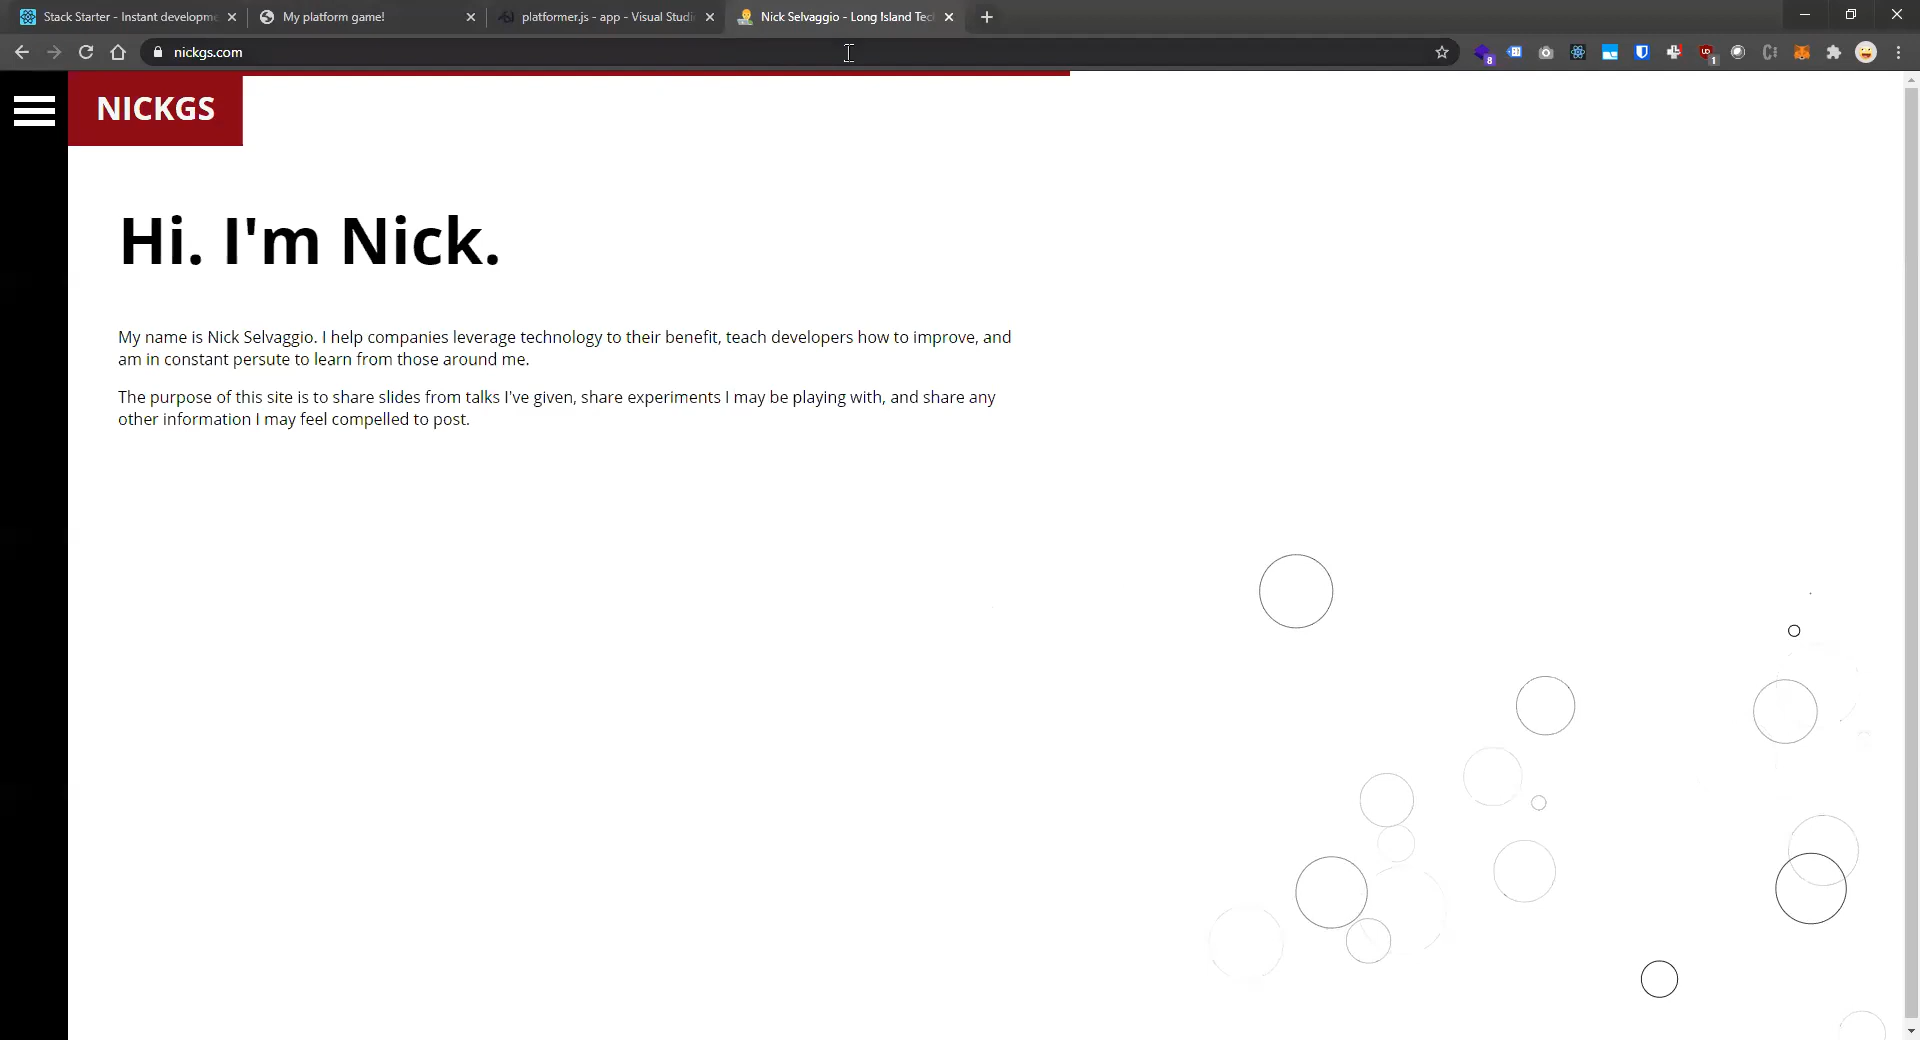 Stack Starter - Instant developme
My platform game!
platformer.js - app - Visual Studi
Nick Selvaggio - Long Island Tec
nickgs.com
8
1
NICKGS
Hi. I'm Nick.
My name is Nick Selvaggio. I help companies leverage technology to their benefit, teach developers how to improve, and
am in constant persute to learn from those around me.
The purpose of this site is to share slides from talks I've given, share experiments I may be playing with, and share any
other information I may feel compelled to post.